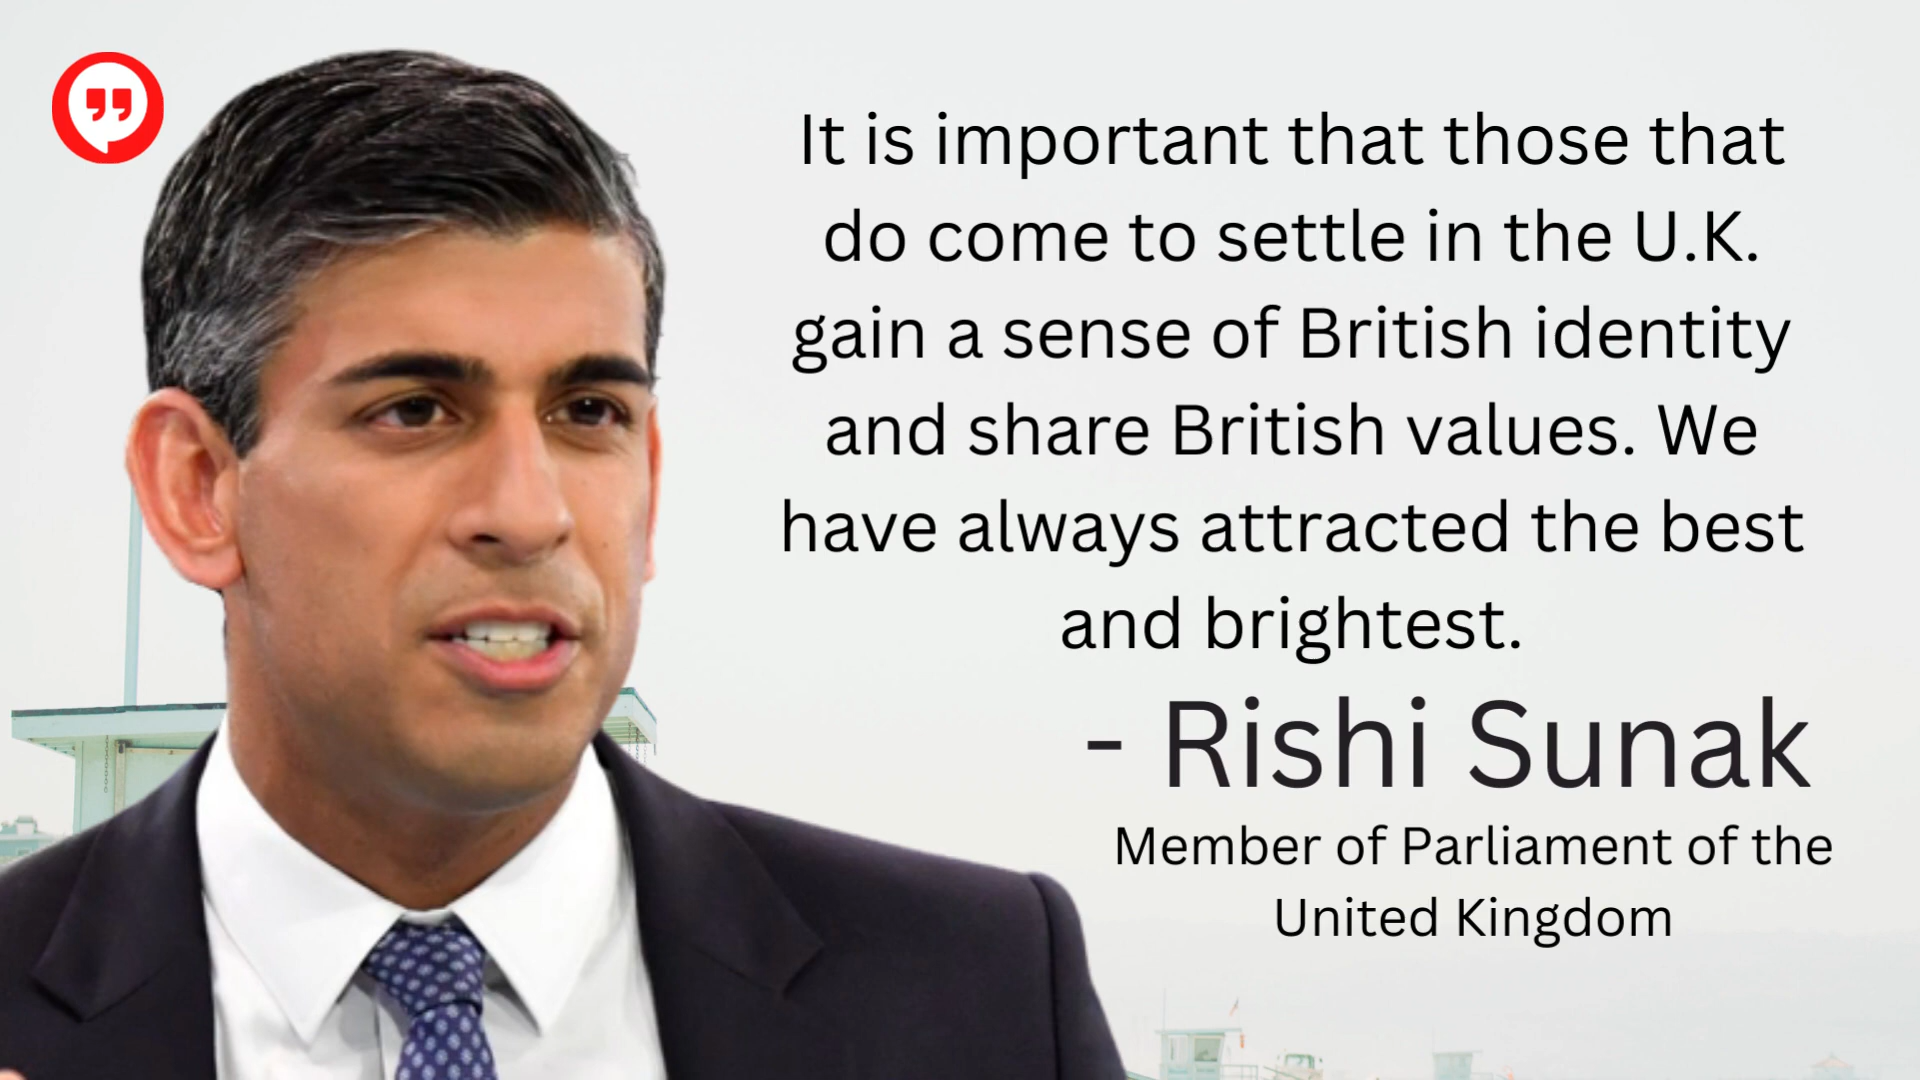 It is important that those that
do come to settle in the U.K.
gain a sense of British identity
and share British values. We
have always attracted the best
and brightest.
- Rishi Sunak
Member of Parliament of the
United Kingdom